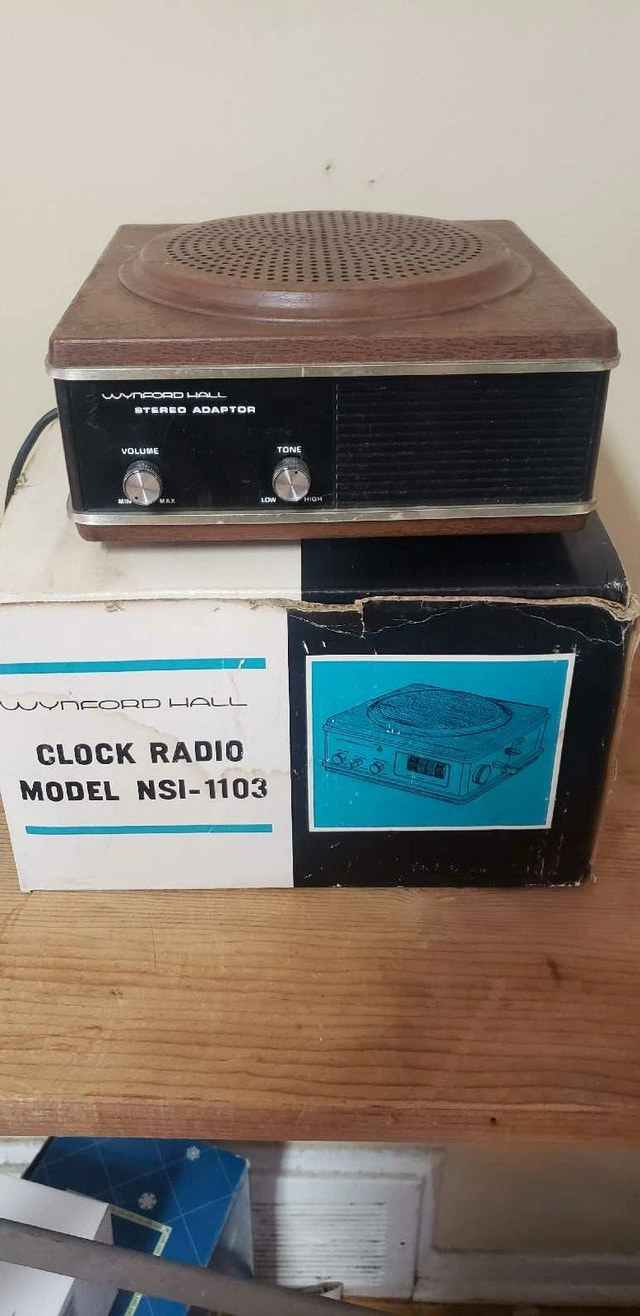 WYNFORD HALL
STEREO ADAPTOR
VOLUME
TONE
MIN MAX
LOW HIGH
WYNFORD HALL
CLOCK RADIO
MODEL NSI-1103